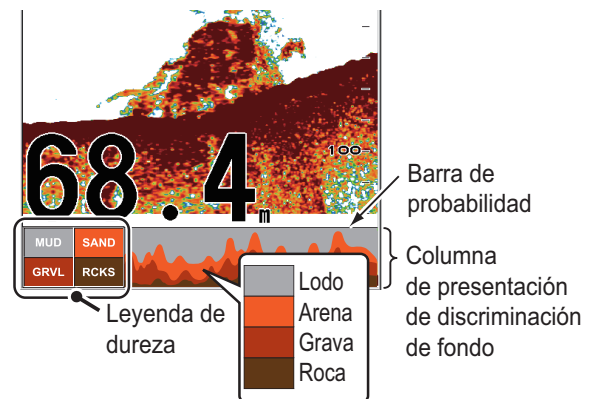 100
68.4m
Barra de
probabilidad
MUD SAND
GRVL RCKS
Columna
de presentación
de discriminación
de fondo
Leyenda de
dureza
Lodo
Arena
Grava
Roca